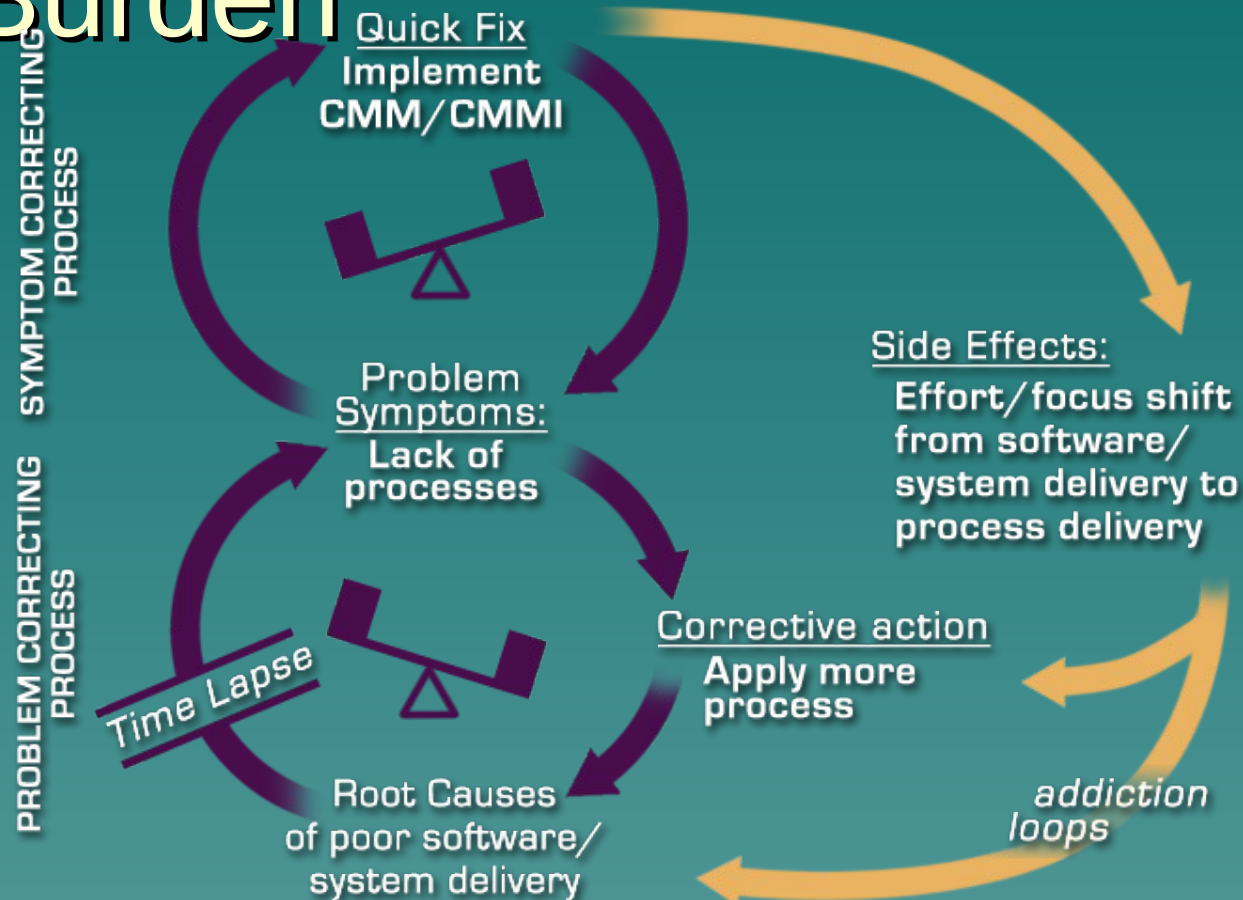 Burden
Quick Fix
Implement
CMM/CMMI
SYMPTOM CORRECTING
PROCESS
Problem
Symptoms:
Lack of
processes
Side Effects:
Effort/focus shift
from software/
system delivery to
process delivery
PROBLEM CORRECTING
PROCESS
Time Lapse
Corrective action
Apply more
process
Root Causes
of poor software/
system delivery
addiction
loops